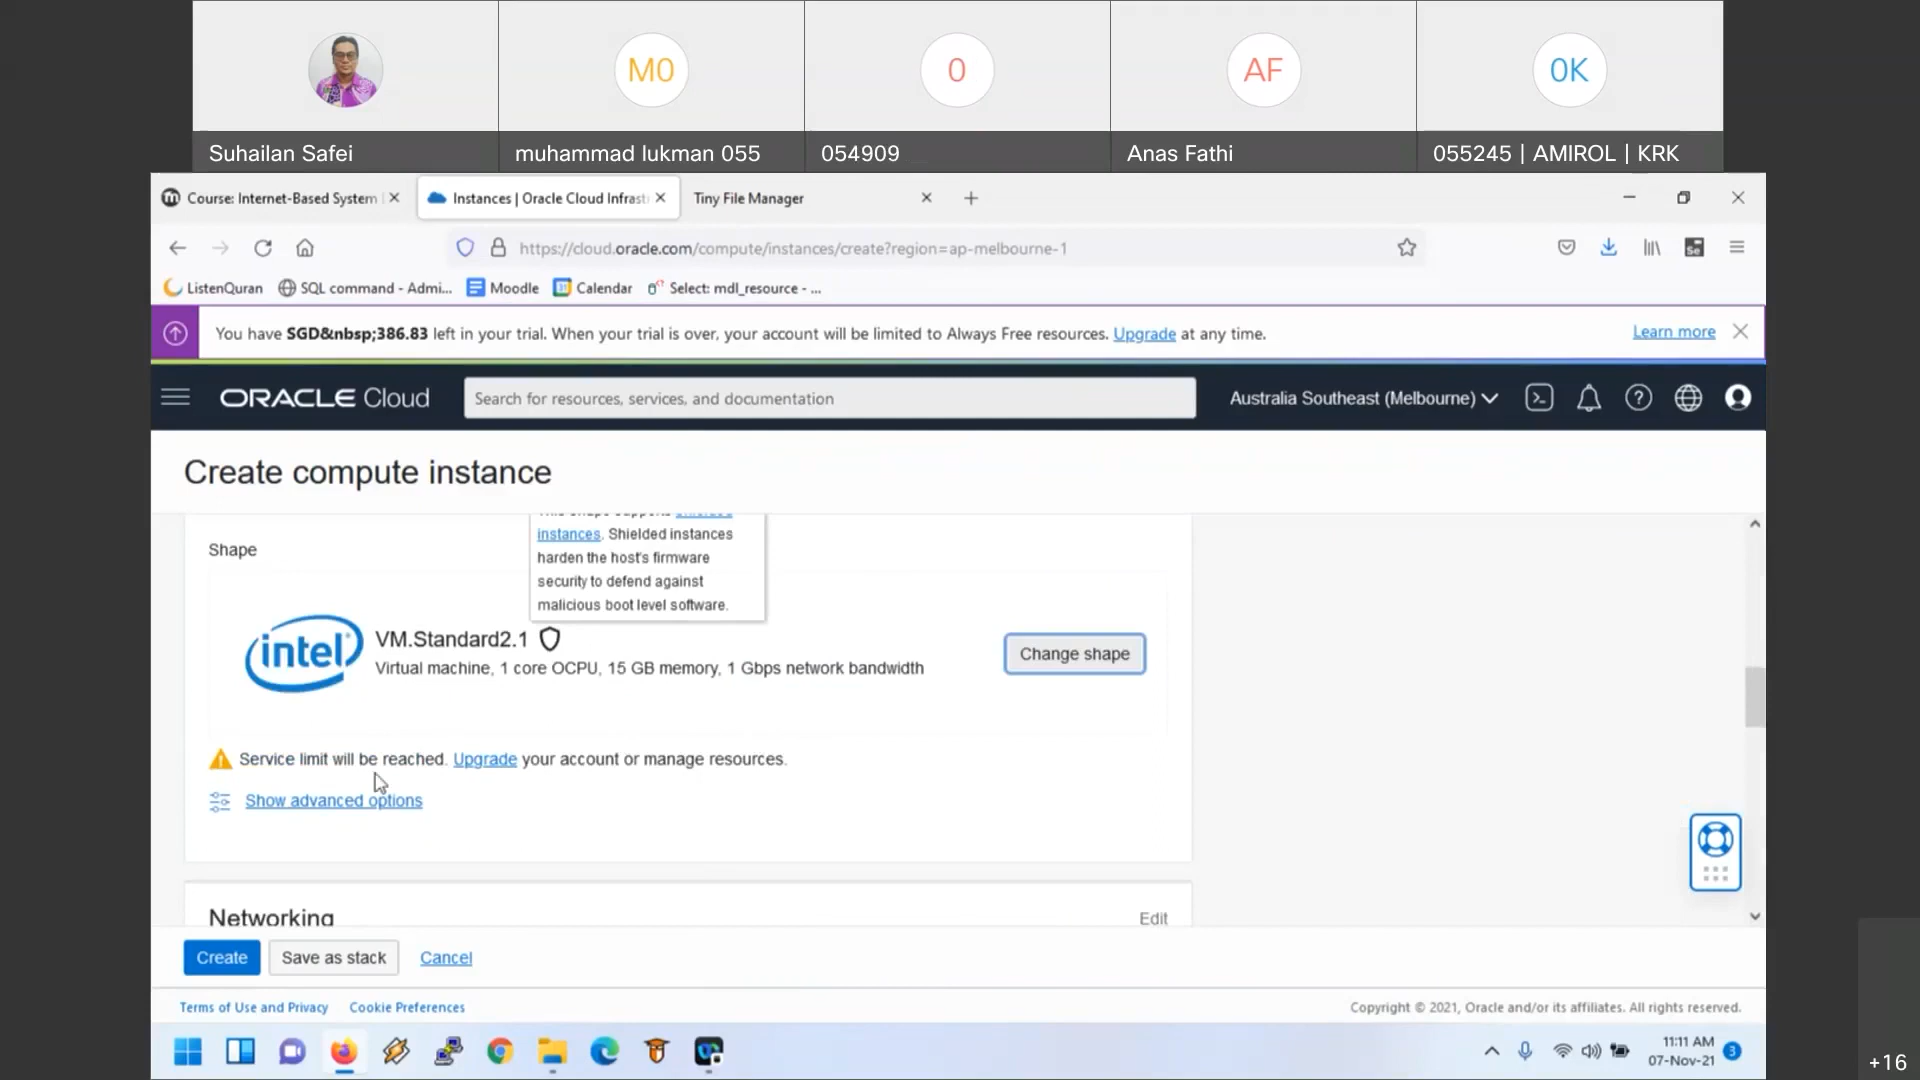 M0
0
AF
0K
Suhailan Safei
muhammad lukman 055
054909
Anas Fathi
055245 | AMIROL | KRK
Course: Internet-Based System
Instances | Oracle Cloud Infrast
Tiny File Manager
https://cloud.oracle.com/compute/instances/create?region=ap-melbourne-1
ListenQuran
SQL command - Admi...
Moodle
Calendar
Select: mdl_resource - ...
You have SGD&nbsp;386.83 left in your trial. When your trial is over, your account will be limited to Always Free resources. Upgrade at any time.
Learn more
ORACLE Cloud
Search for resources, services, and documentation
Australia Southeast (Melbourne)
Create compute instance
This shape supports shielded
instances. Shielded instances
harden the host's firmware
security to defend against
malicious boot level software.
Shape
intel
VM.Standard2.1
Virtual machine, 1 core OCPU, 15 GB memory, 1 Gbps network bandwidth
Change shape
Service limit will be reached. Upgrade your account or manage resources.
Show advanced options
Networking
Edit
Create
Save as stack
Cancel
Terms of Use and Privacy
Cookie Preferences
Copyright © 2021, Oracle and/or its affiliates. All rights reserved.
11:11 AM
07-Nov-21
3
+16